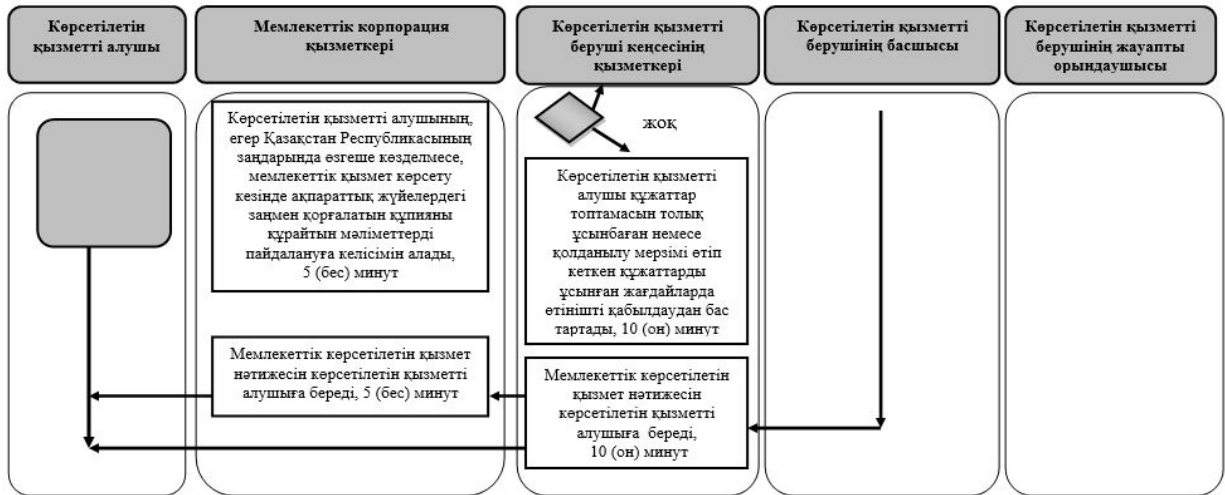 Көрсетілетін
қызметті алушы
Мемлекеттік корпорация
қызметкері
Көрсетілетін қызметті
беруші кеңсесінің
қызметкері
Көрсетілетін қызметті
берушінің басшысы
Көрсетілетін қызметті
берушінің жауапты
орындаушысы
Көрсетілетін қызметті алушының,
егер Қазақстан Республикасының
заңдарында өзгеше көзделмесе,
мемлекеттік қызмет көрсету
кезінде ақпараттық жүйелердегі
заңмен қорғалатын құпияны
құрайтын мәліметтерді
пайдалануға келісімін алады,
5 (бес) минут
жоқ
Көрсетілетін қызметті
алушы құжаттар
топтамасын толық
ұсынбаған немесе
қолданылу мерзімі өтіп
кеткен құжаттарды
ұсынған жағдайларда
өтінішті қабылдаудан бас
тартады, 10 (он) минут
Мемлекеттік көрсетілетін қызмет
нәтижесін көрсетілетін қызметті
алушыға береді, 5 (бес) минут
Мемлекеттік көрсетілетін
қызмет нәтижесін
көрсетілетін қызметті
алушыға береді,
10 (он) минут